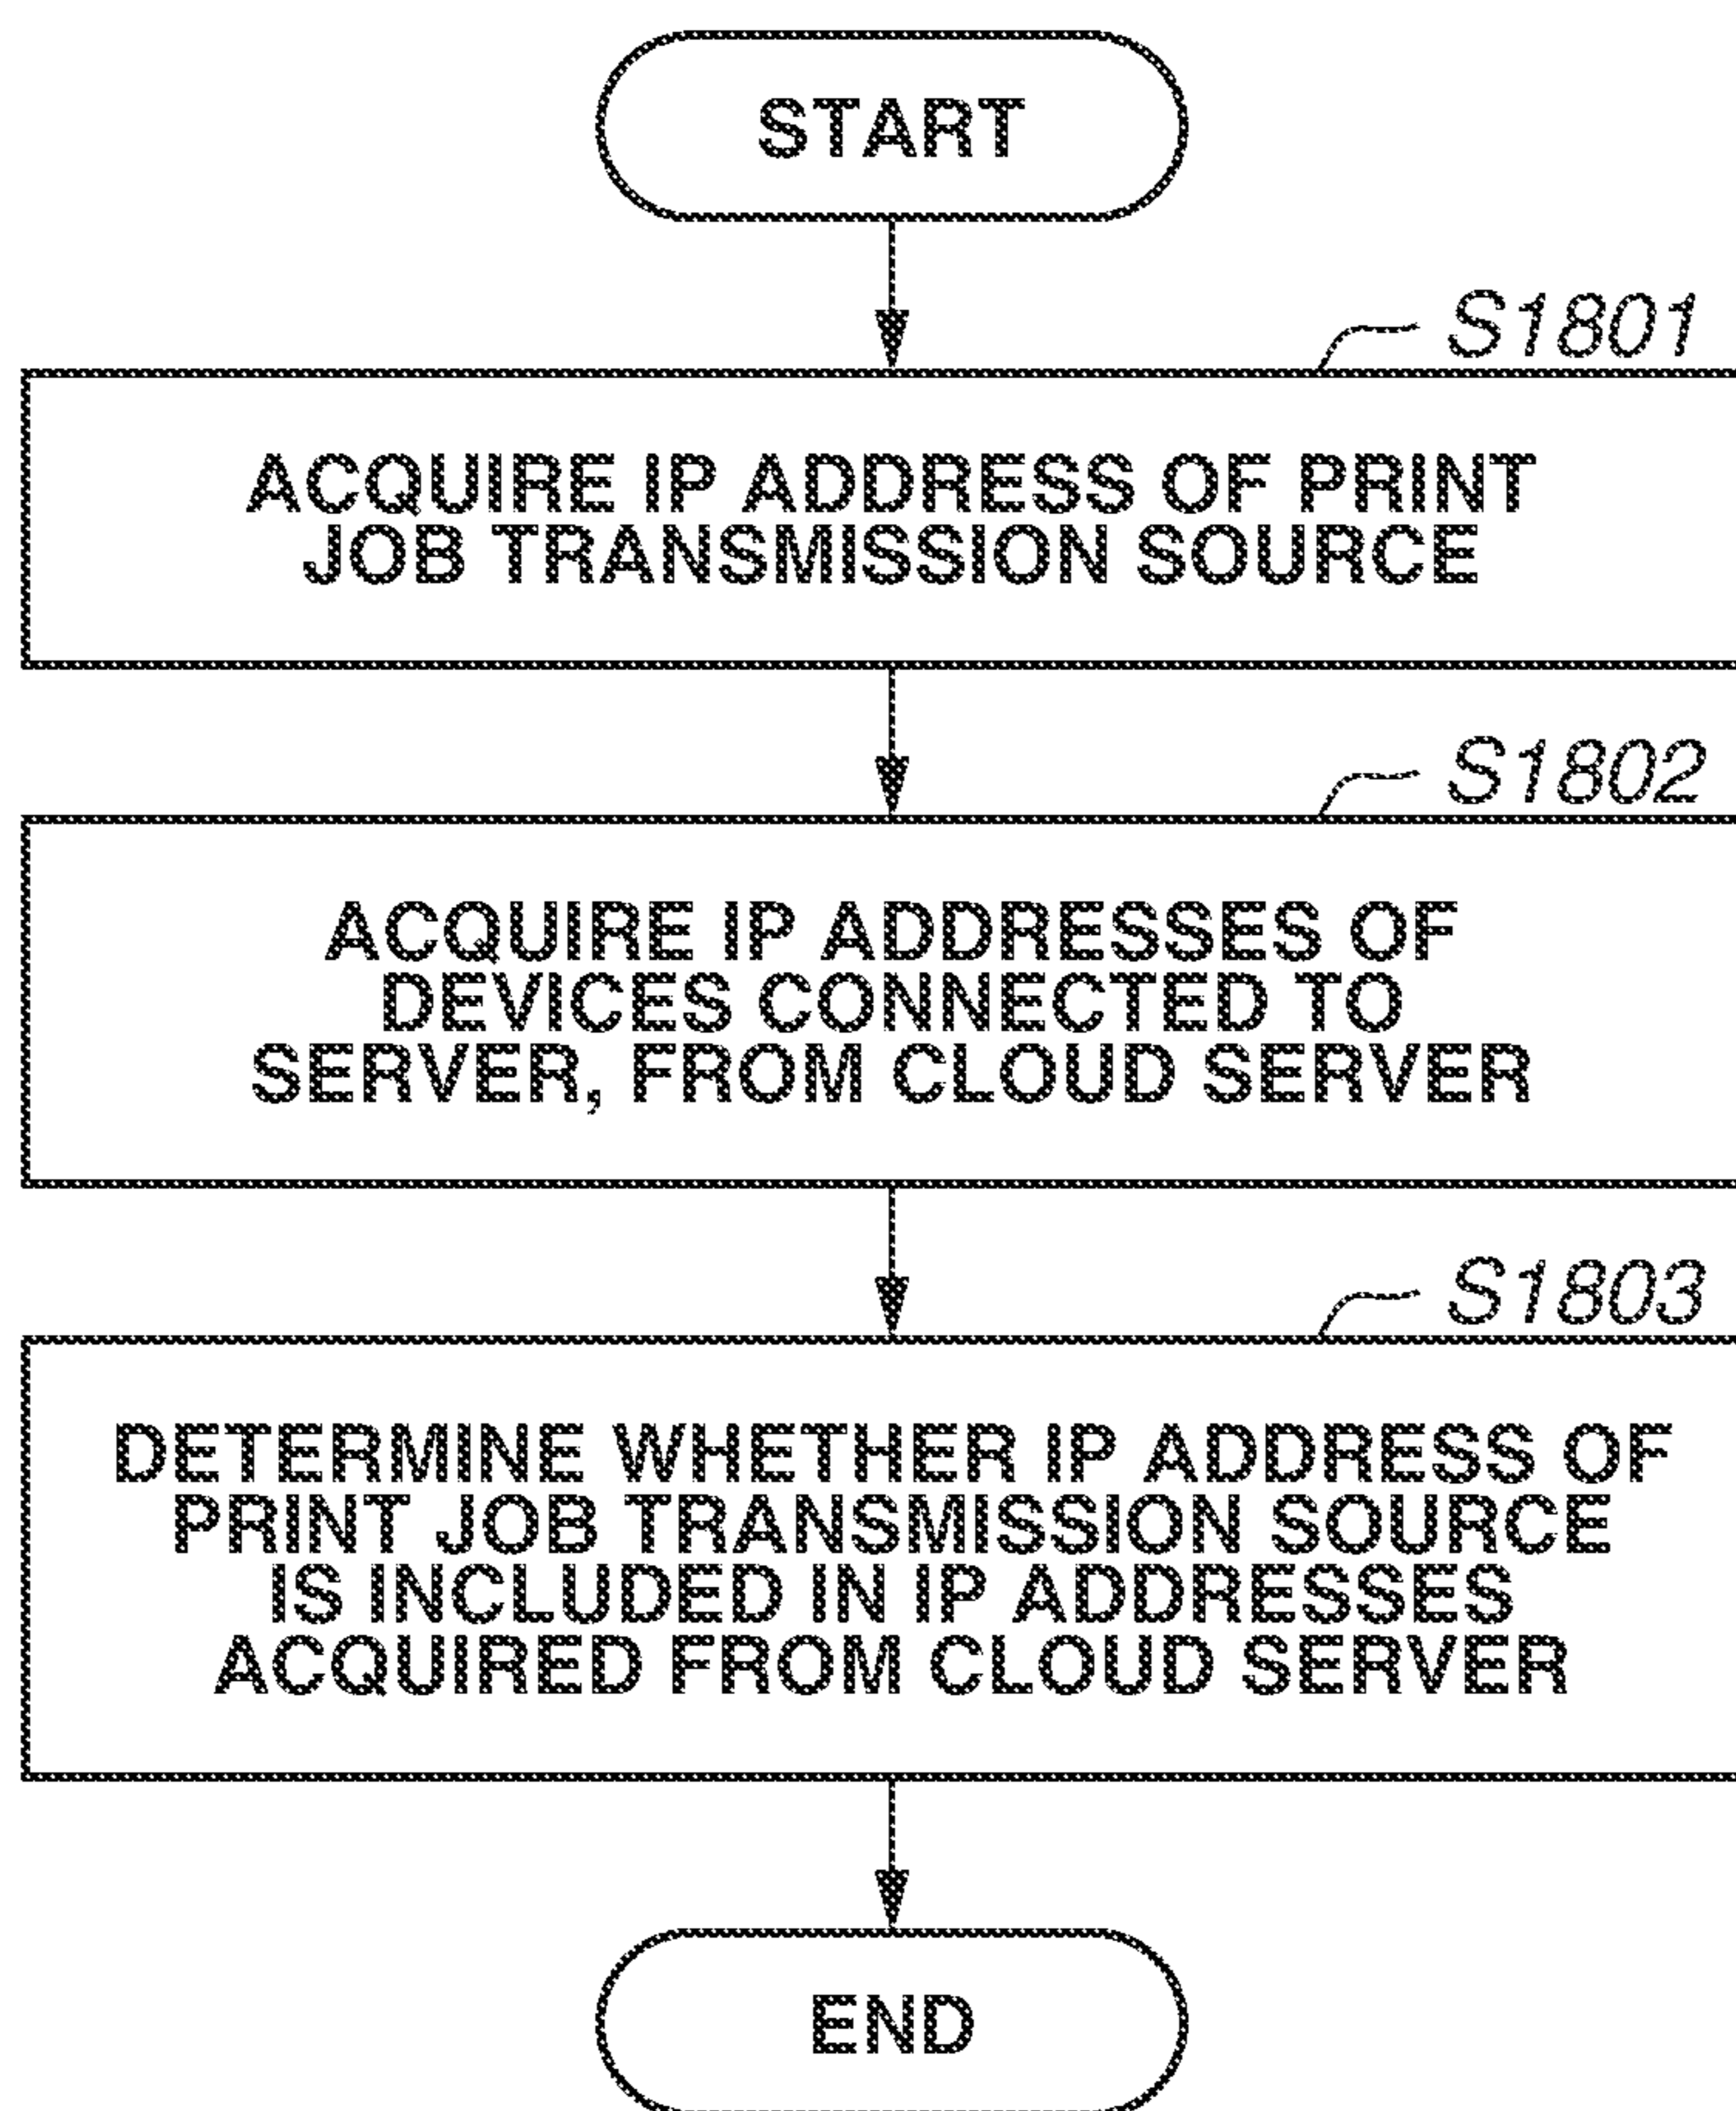 START
S1801
ACQUIRE IP ADDRESS OF PRINT
JOB TRANSMISSION SOURCE
S1802
ACQUIRE IP ADDRESSES OF
DEVICES CONNECTED TO
SERVER, FROM CLOUD SERVER
S1803
DETERMINE WHETHER IP ADDRESS OF
PRINT JOB TRANSMISSION SOURCE
IS INCLUDED IN IP ADDRESSES
ACQUIRED FROM CLOUD SERVER
END